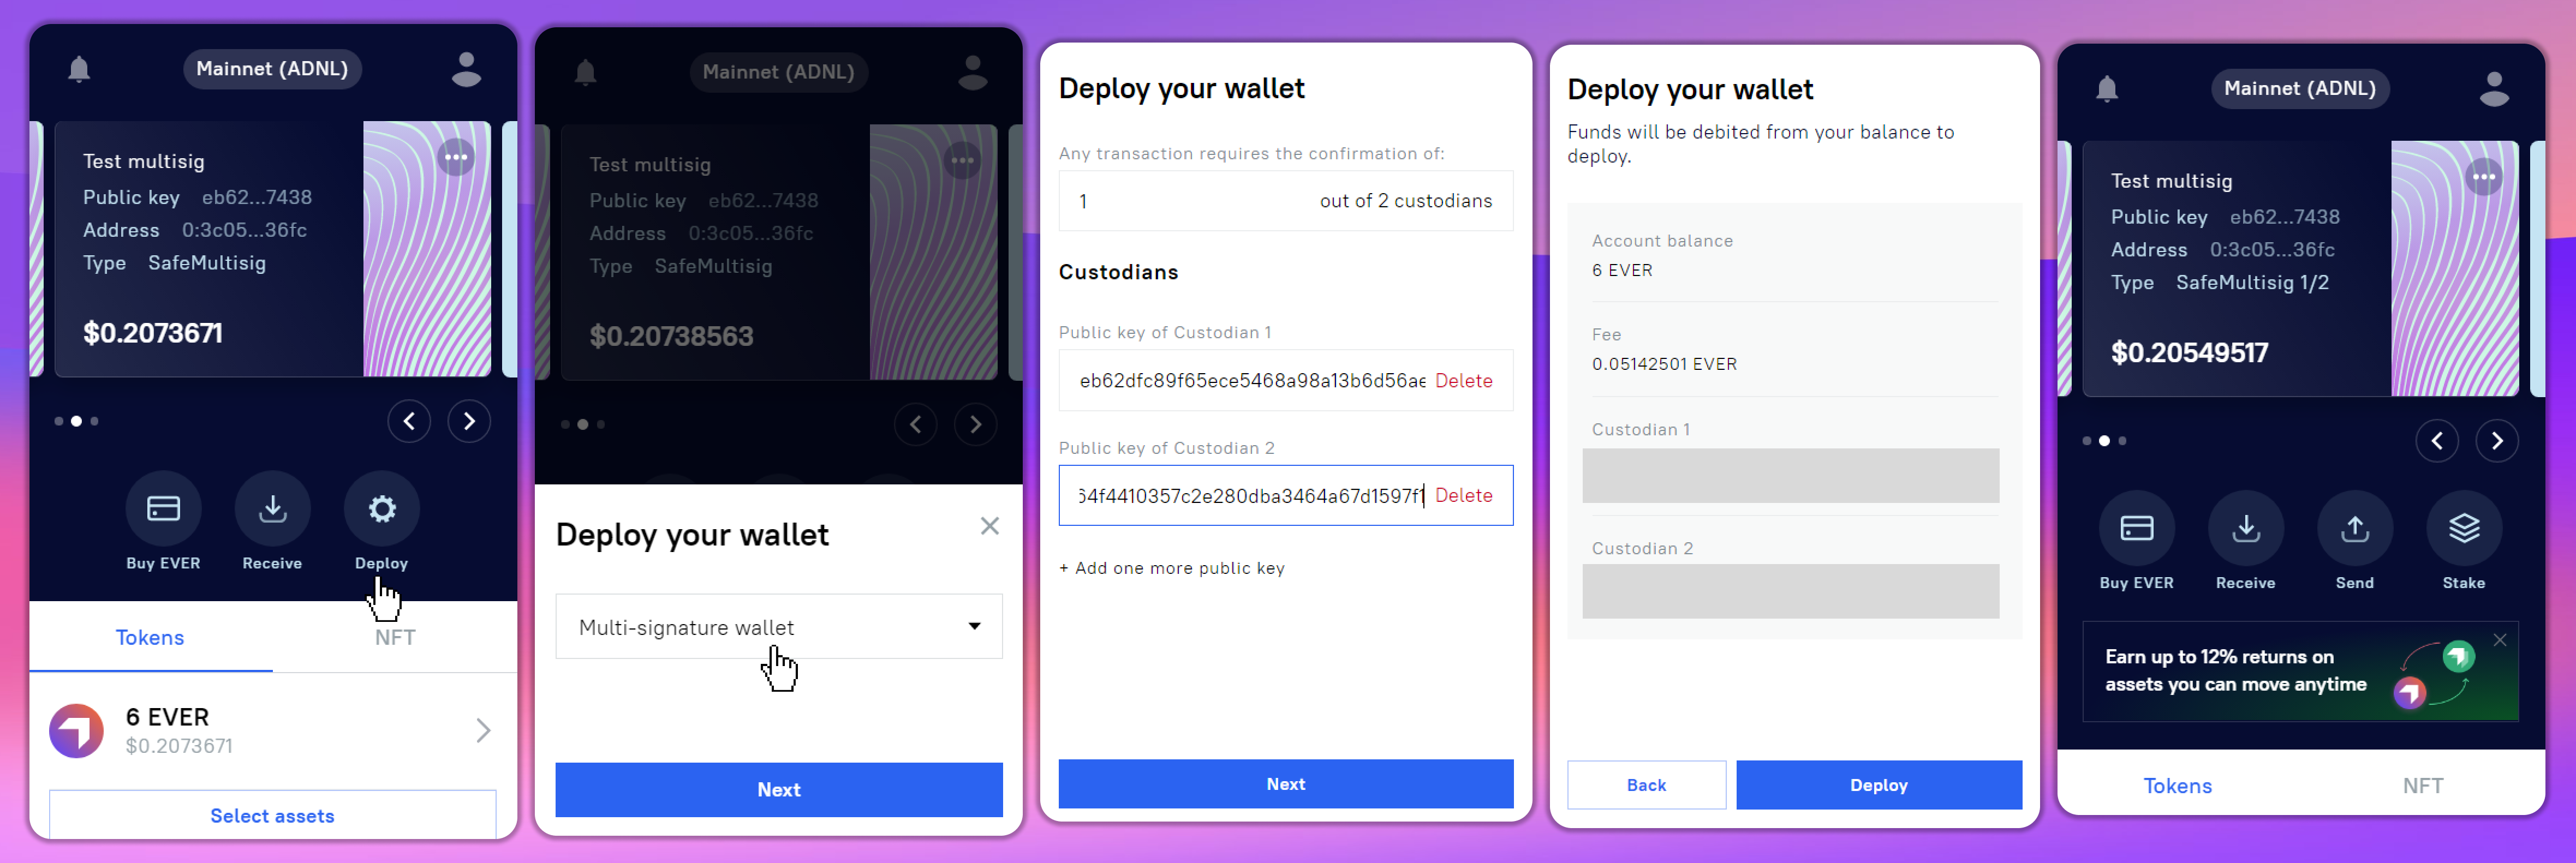 Mainnet (ADNL)
Test multisig
Public key eb62...7438
Address 0:3c05...36fc
Type SafeMultisig
$0.2073671
Buy EVER
Receive
Deploy
Tokens
NFT
6 EVER
$0.2073671
Select assets
Mainnet (ADNL)
Test multisig
Public key eb62...7438
Address 0:3c05...36fc
Type SafeMultisig
$0.20738563
Deploy your wallet
Multi-signature wallet
Next
Deploy your wallet
Any transaction requires the confirmation of:
1 out of 2 custodians
Custodians
Public key of Custodian 1
eb62dfc89f65ece5468a98a13b6d56ae Delete
Public key of Custodian 2
64f4410357c2e280dba3464a67d1597f1 Delete
+ Add one more public key
Next
Deploy your wallet
Funds will be debited from your balance to
deploy.
Account balance
6 EVER
Fee
0.05142501 EVER
Custodian 1
Custodian 2
Back
Deploy
Mainnet (ADNL)
Test multisig
Public key eb62...7438
Address 0:3c05...36fc
Type SafeMultisig 1/2
$0.20549517
Buy EVER
Receive
Send
Stake
Earn up to 12% returns on
assets you can move anytime
Tokens
NFT